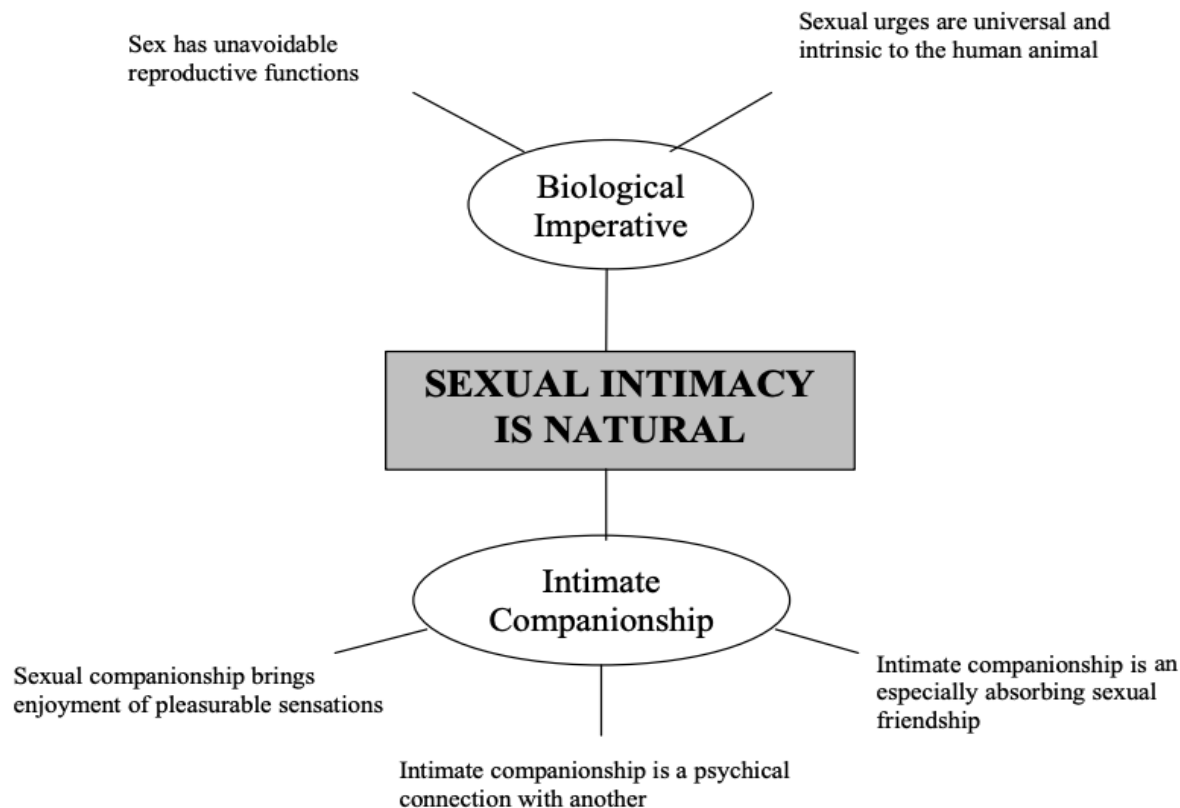 Sex has unavoidable
reproductive functions
Sexual urges are universal and
intrinsic to the human animal
Biological
Imperative
SEXUAL INTIMACY
IS NATURAL
Intimate
Companionship
Sexual companionship brings
enjoyment of pleasurable sensations
Intimate companionship is a psychical
connection with another
Intimate companionship is an
especially absorbing sexual
friendship